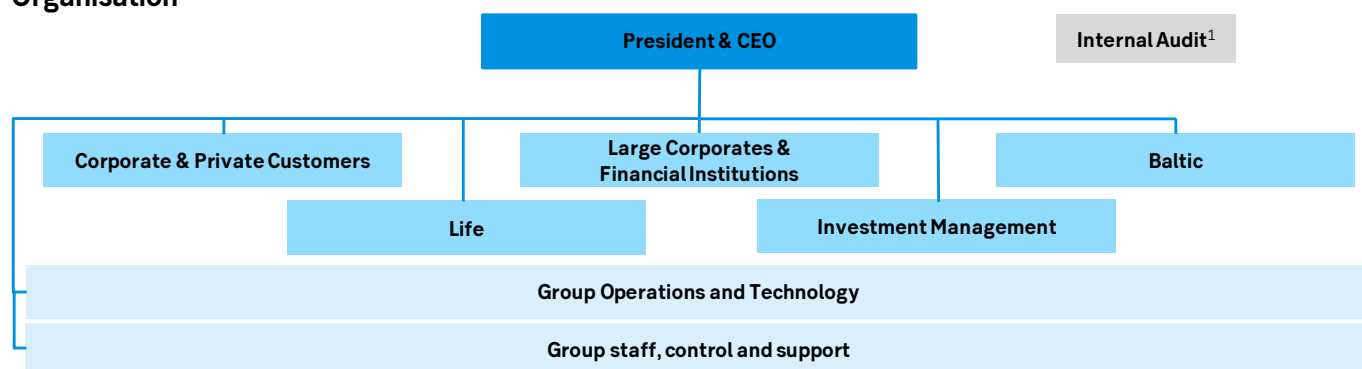 Organisation
President & CEO
Internal Audit¹
Corporate & Private Customers
Large Corporates &
Financial Institutions
Baltic
Life
Investment Management
Group Operations and Technology
Group staff, control and support